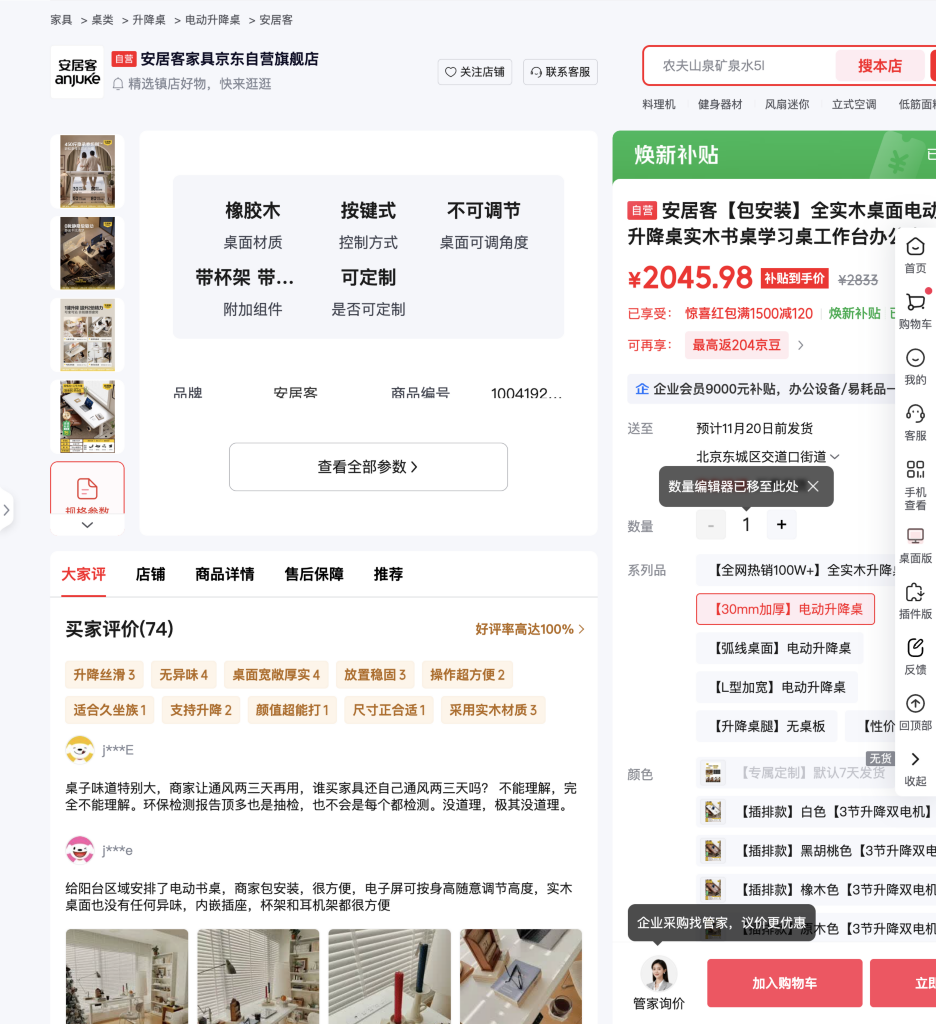 家具 > 桌类 > 升降桌 > 电动升降桌 > 安居客
安居客
anjuke
自营 安居客家具京东自营旗舰店
精选镇店好物，快来逛逛
关注店铺
联系客服
农夫山泉矿泉水5l
搜本店
料理机 健身器材 风扇迷你 立式空调 低筋面
规格参数
橡胶木 按键式 不可调节
桌面材质 控制方式 桌面可调角度
带杯架 带... 可定制
附加组件 是否可定制
品牌 安居客 商品编号 1004192...
查看全部参数
大家评 店铺 商品详情 售后保障 推荐
买家评价(74)
好评率高达100%
升降丝滑 3 无异味 4 桌面宽敞厚实 4 放置稳固 3 操作超方便 2
适合久坐族 1 支持升降 2 颜值超能打 1 尺寸正合适 1 采用实木材质 3
j***E
桌子味道特别大，商家让通风两三天再用，谁买家具还自己通风两三天吗？ 不能理解，完
全不能理解。环保检测报告顶多也是抽检，也不会是每个都检测。没道理，极其没道理。
j***e
给阳台区域安排了电动书桌，商家包安装，很方便，电子屏可按身高随意调节高度，实木
桌面也没有任何异味，内嵌插座，杯架和耳机架都很方便
焕新补贴
自营 安居客【包安装】全实木桌面电动
升降桌实木书桌学习桌工作台办公
¥2045.98 补贴到手价 ¥2833
已享受： 惊喜红包满1500减120 焕新补贴
可再享： 最高返204京豆
企 企业会员9000元补贴，办公设备/易耗品一
送至 预计11月20日前发货
北京东城区交道口街道
数量编辑器已移至此处
数量 - 1 +
系列品 【全网热销100W+】全实木升降
【30mm加厚】电动升降桌
【弧线桌面】电动升降桌
【L型加宽】电动升降桌
【升降桌腿】无桌板 【性价
颜色 无货
【专属定制】默认7天发货
【插排款】白色【3节升降双电机】
【插排款】黑胡桃色【3节升降双电
【插排款】橡木色【3节升降双电机
【插排款】原木色【3节升降双电机
企业采购找管家，议价更优惠
管家询价
加入购物车
立即
首页
购物车
我的
客服
手机
查看
桌面版
插件版
反馈
回顶部
收起